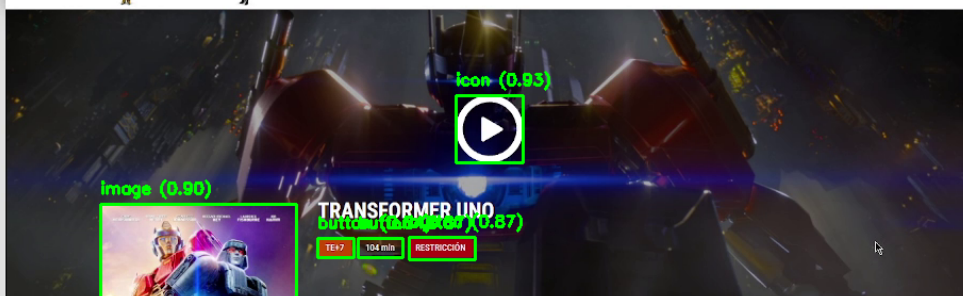 icon (0.93)
image (0.90)
TRANSFORMER UNO
(0.87)
TE+7
104 min
RESTRICCIÓN